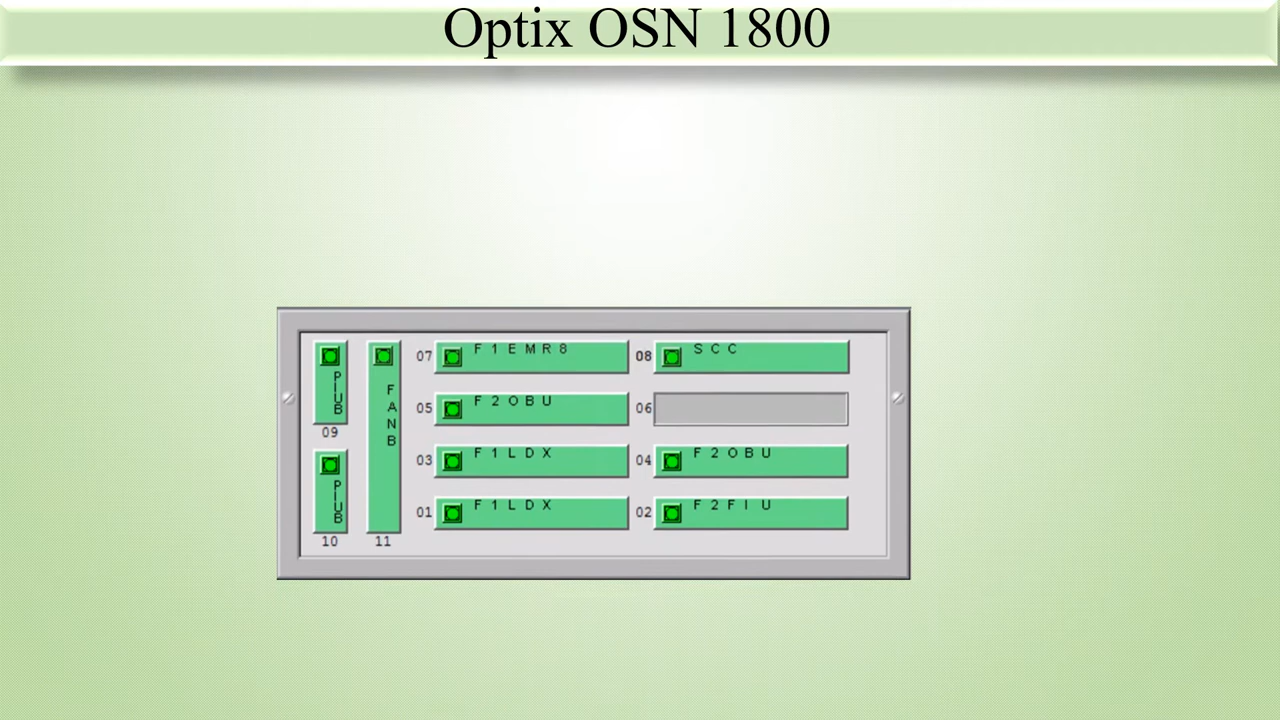 Optix OSN 1800
PIUB
09
PIUB
10
FANB
11
07 F1EMR8
08 SCC
05 F2OBU
06
03 F1LDX
04 F2OBU
01 F1LDX
02 F2FIU